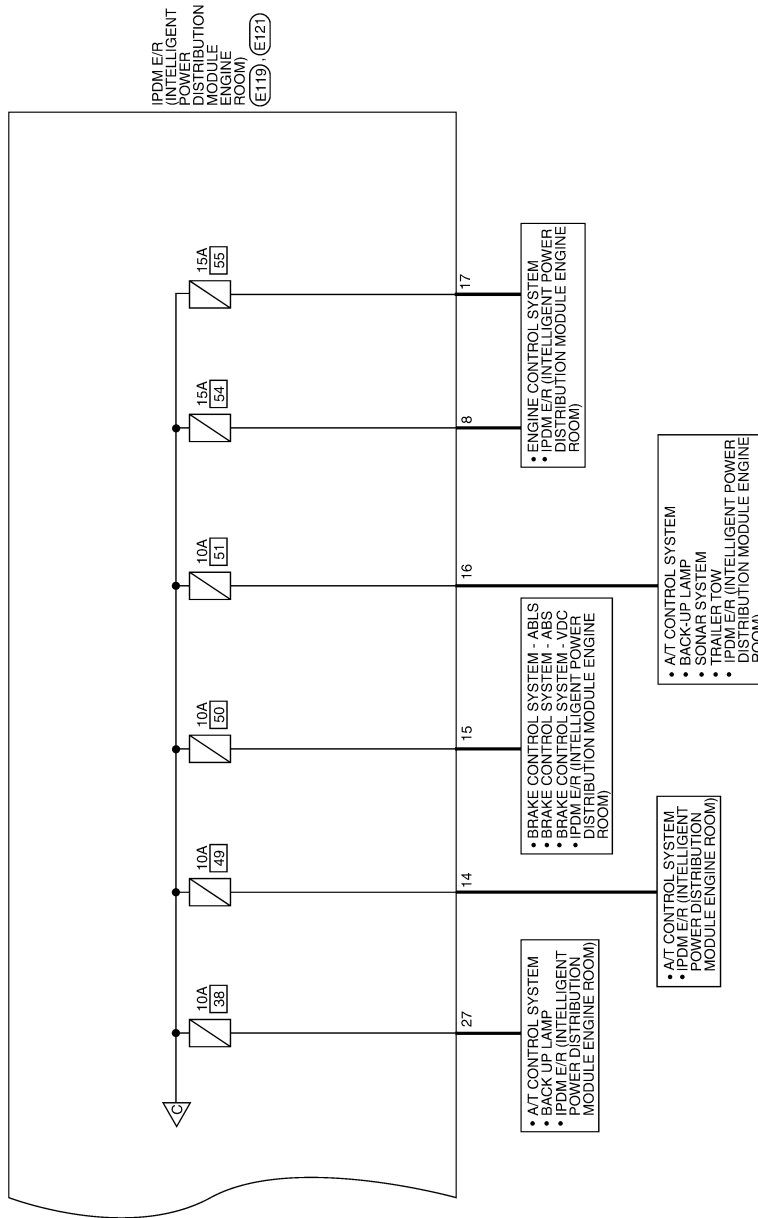 IPDM E/R
(INTELLIGENT
POWER
DISTRIBUTION
MODULE
ENGINE
ROOM)
E119 , E121
C
10A
38
10A
49
10A
50
10A
51
15A
54
15A
55
27
14
15
16
8
17
• A/T CONTROL SYSTEM
• BACK UP LAMP
• IPDM E/R (INTELLIGENT
POWER DISTRIBUTION
MODULE ENGINE ROOM)
• A/T CONTROL SYSTEM
• IPDM E/R (INTELLIGENT
POWER DISTRIBUTION
MODULE ENGINE ROOM)
• BRAKE CONTROL SYSTEM - ABLS
• BRAKE CONTROL SYSTEM - ABS
• BRAKE CONTROL SYSTEM - VDC
• IPDM E/R (INTELLIGENT POWER
DISTRIBUTION MODULE ENGINE
ROOM)
• A/T CONTROL SYSTEM
• BACK-UP LAMP
• SONAR SYSTEM
• TRAILER TOW
• IPDM E/R (INTELLIGENT POWER
DISTRIBUTION MODULE ENGINE
ROOM)
• ENGINE CONTROL SYSTEM
• IPDM E/R (INTELLIGENT POWER
DISTRIBUTION MODULE ENGINE
ROOM)